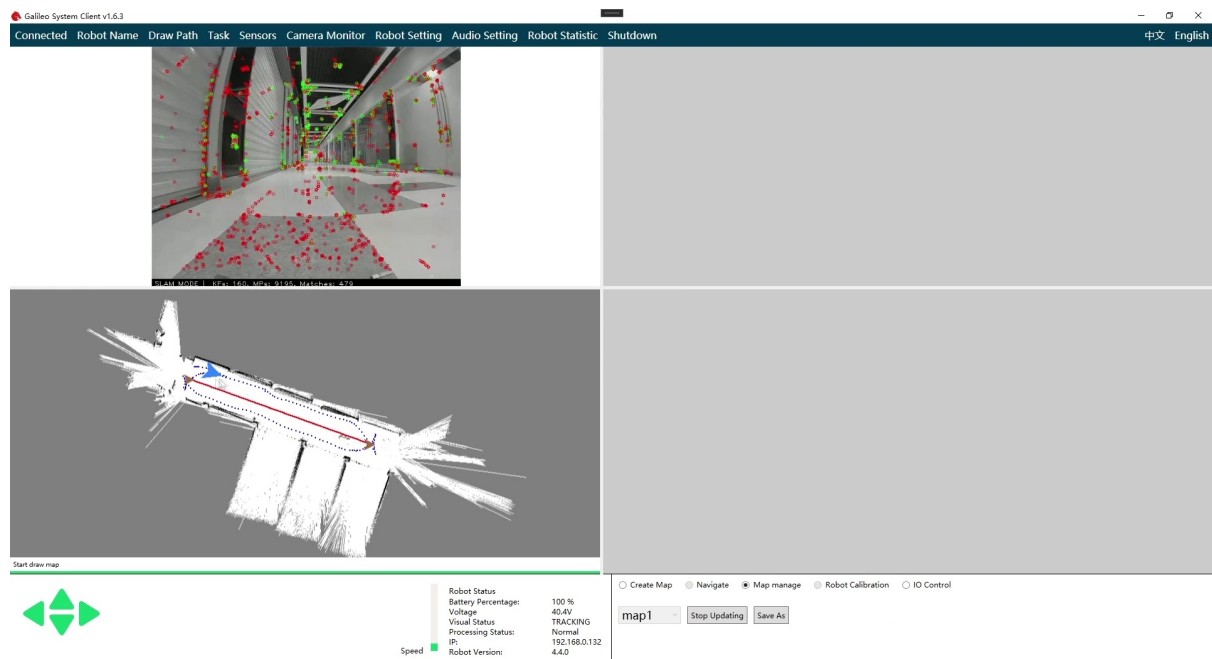 Galileo System Client v1.6.3
Connected Robot Name Draw Path Task Sensors Camera Monitor Robot Setting Audio Setting Robot Statistic Shutdown 中文 English
SLAM MODE | KFs: 160, MPs: 9195, Matches: 479
Start draw map
Create Map Navigate Map manage Robot Calibration IO Control
map1 Stop Updating Save As
Speed
Robot Status
Battery Percentage: 100 %
Voltage 40.4V
Visual Status TRACKING
Processing Status: Normal
IP: 192.168.0.132
Robot Version: 4.4.0